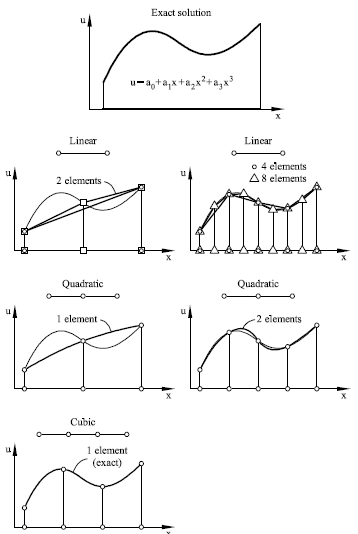 Exact solution
u
u=a₀+a₁x+a₂x²+a₃x³
x
Linear
u
2 elements
x
Linear
4 elements
8 elements
u
x
Quadratic
u
1 element
x
Quadratic
u
2 elements
x
Cubic
u
1 element
(exact)
x